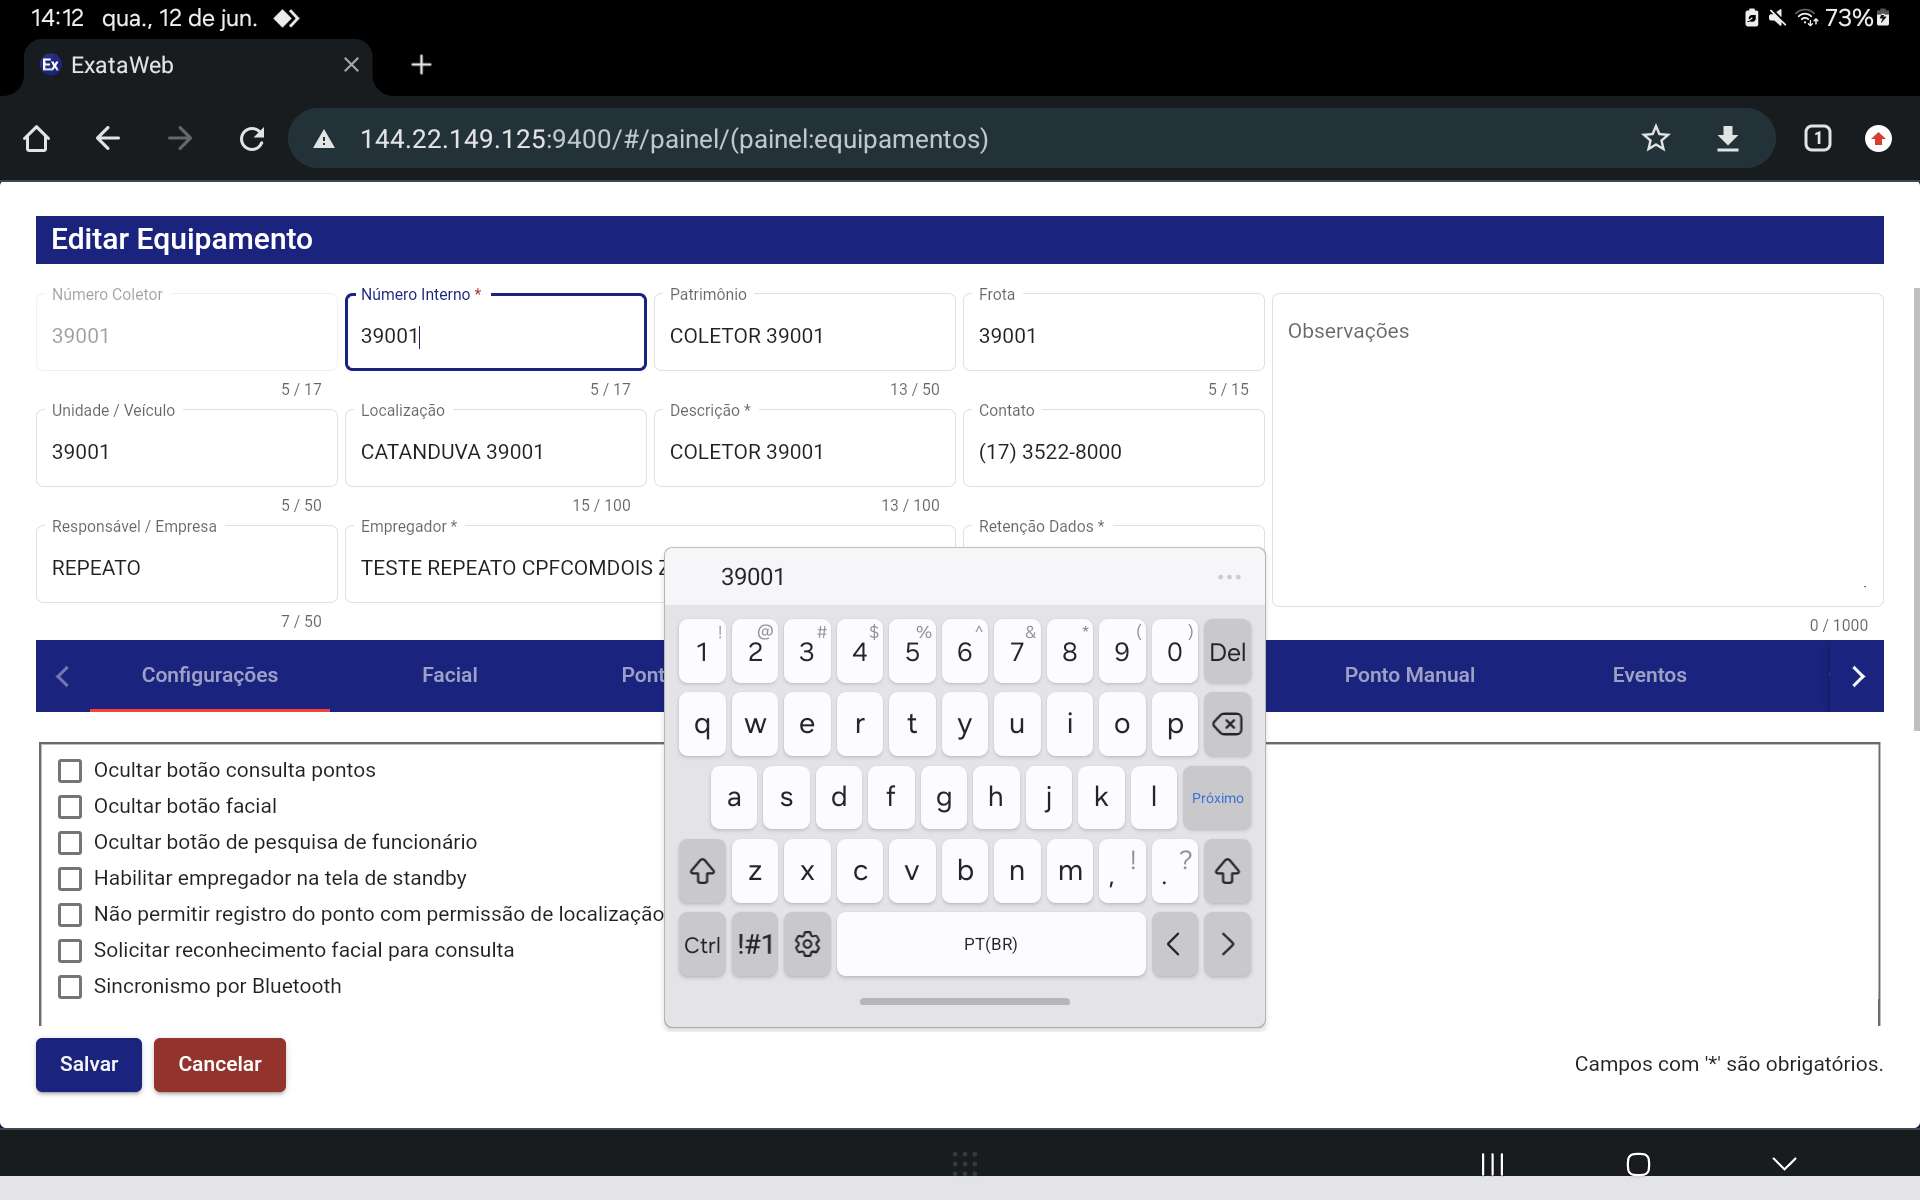 14:12 qua., 12 de jun. 73%
Ex ExataWeb
144.22.149.125:9400/#/painel/(painel:equipamentos) 1
Editar Equipamento
Número Coletor Número Interno * Patrimônio Frota
39001 39001 COLETOR 39001 39001 Observações
5 / 17 5 / 17 13 / 50 5 / 15
Unidade / Veículo Localização Descrição * Contato
39001 CATANDUVA 39001 COLETOR 39001 (17) 3522-8000
5 / 50 15 / 100 13 / 100
Responsável / Empresa Empregador * Retenção Dados *
REPEATO TESTE REPEATO CPFCOMDOIS
7 / 50 0 / 1000
Configurações Facial Pont Ponto Manual Eventos
Ocultar botão consulta pontos
Ocultar botão facial
Ocultar botão de pesquisa de funcionário
Habilitar empregador na tela de standby
Não permitir registro do ponto com permissão de localização
Solicitar reconhecimento facial para consulta
Sincronismo por Bluetooth
Salvar Cancelar Campos com '*' são obrigatórios.
39001
! @ # $ % ^ & * ( )
1 2 3 4 5 6 7 8 9 0 Del
q w e r t y u i o p
a s d f g h j k l Próximo
z x c v b n m , ! . ?
Ctrl !#1 PT(BR)